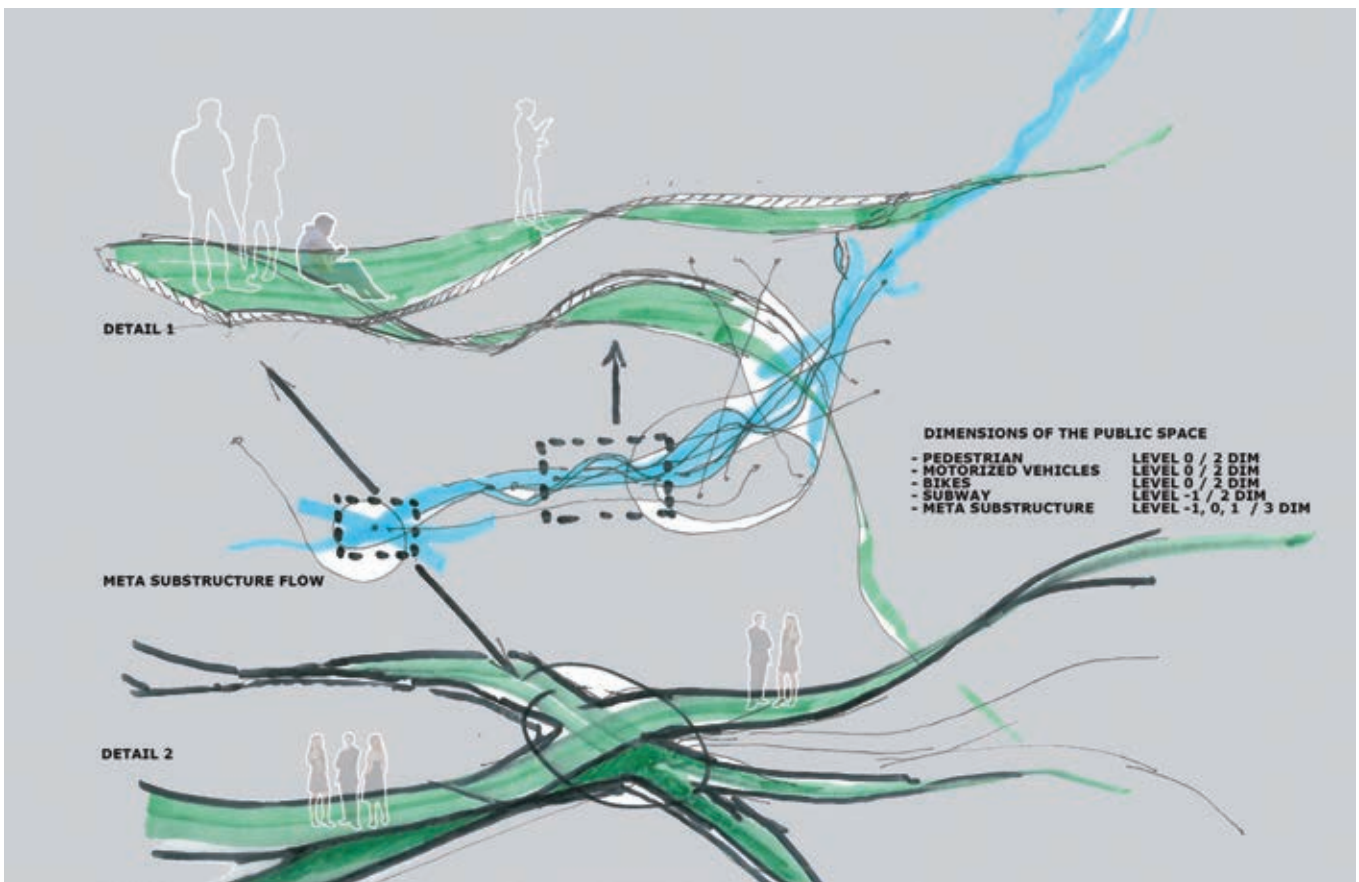 DETAIL 1
DIMENSIONS OF THE PUBLIC SPACE
- PEDESTRIAN LEVEL 0 / 2 DIM
- MOTORIZED VEHICLES LEVEL 0 / 2 DIM
- BIKES LEVEL 0 / 2 DIM
- SUBWAY LEVEL -1 / 2 DIM
- META SUBSTRUCTURE LEVEL -1, 0, 1 / 3 DIM
META SUBSTRUCTURE FLOW
DETAIL 2